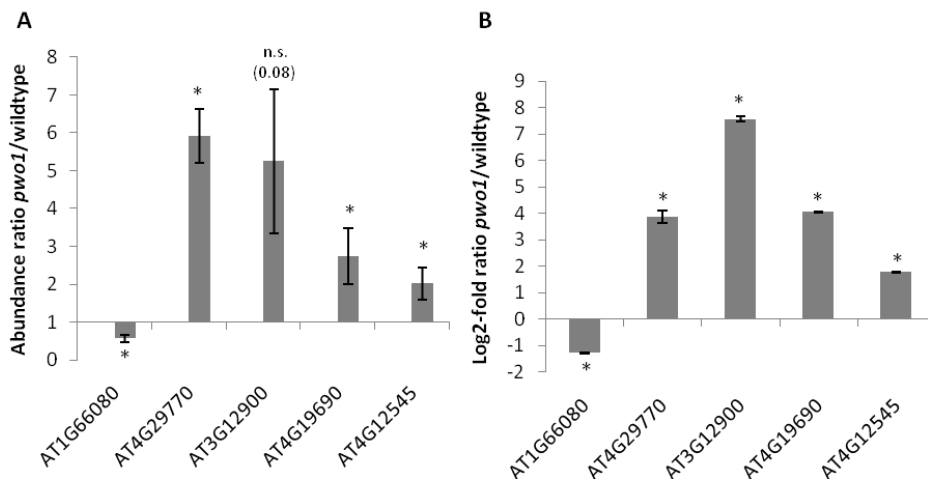 A
Abundance ratio pwo1/wildtype
8
7
6
5
4
3
2
1
0
*
*
n.s.
(0.08)
*
*
AT1G66080
AT4G29770
AT3G12900
AT4G19690
AT4G12545
B
Log2-fold ratio pwo1/wildtype
9
8
7
6
5
4
3
2
1
0
-1
-2
*
*
*
*
*
AT1G66080
AT4G29770
AT3G12900
AT4G19690
AT4G12545